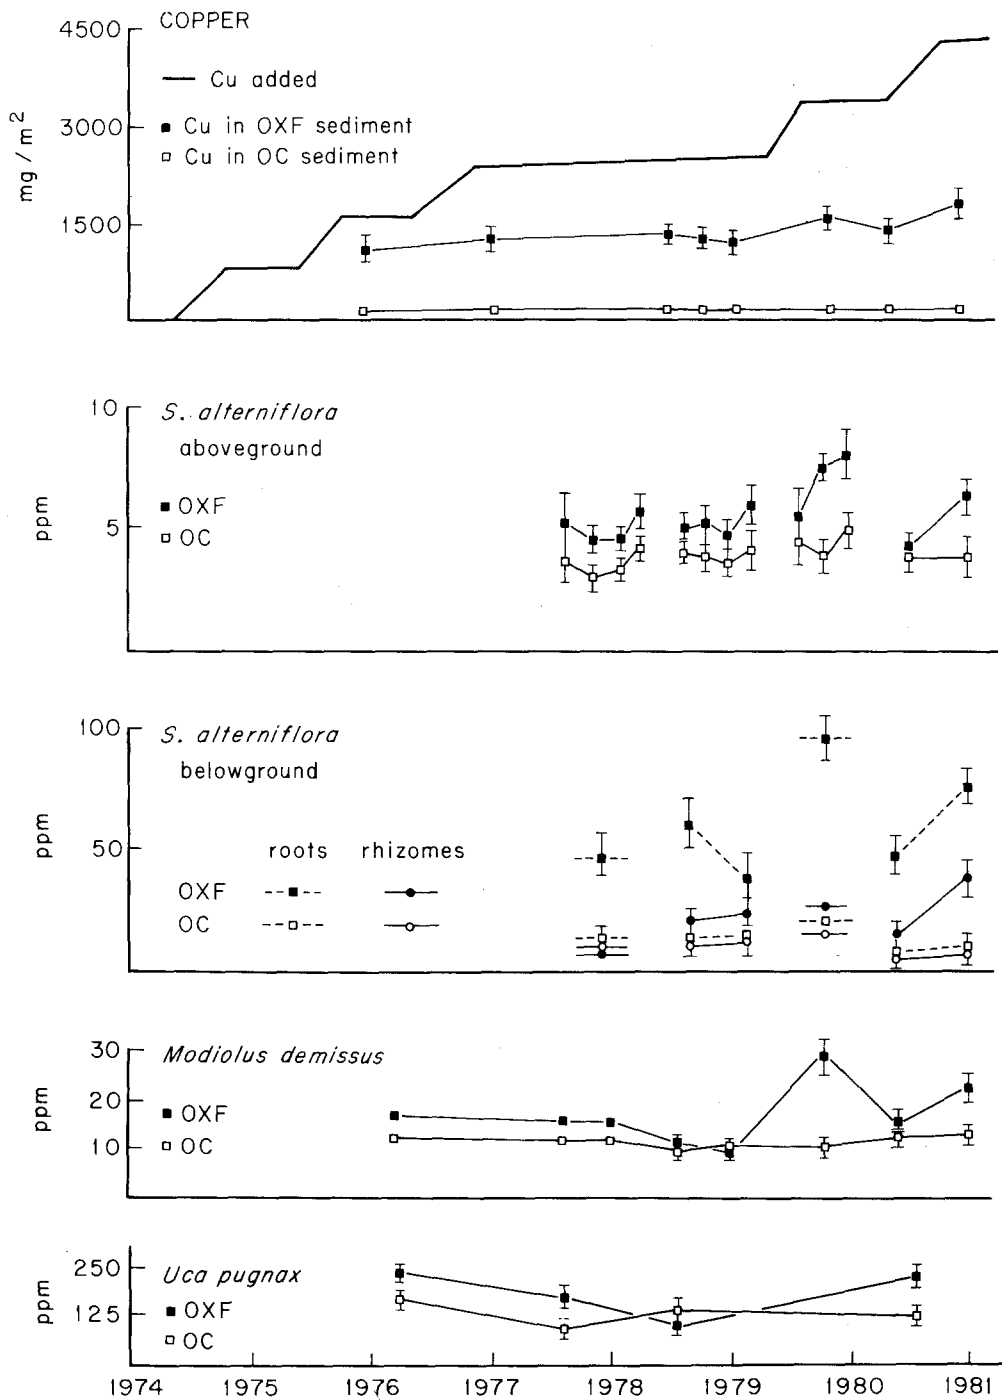 COPPER
4500
3000
1500
mg/m²
Cu added
Cu in OXF sediment
Cu in OC sediment
10
5
ppm
S. alterniflora
aboveground
OXF
OC
100
50
ppm
S. alterniflora
belowground
roots rhizomes
OXF
OC
30
20
10
ppm
Modiolus demissus
OXF
OC
250
125
ppm
Uca pugnax
OXF
OC
1974 1975 1976 1977 1978 1979 1980 1981